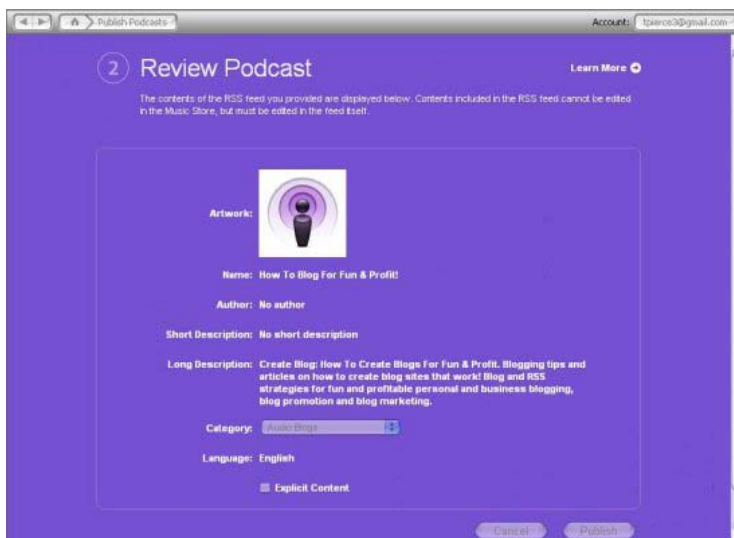 Publish Podcasts
Account: tpierce3@gmail.com
2 Review Podcast
Learn More
The contents of the RSS feed you provided are displayed below. Contents included in the RSS feed cannot be edited
in the Music Store, but must be edited in the feed itself.
Artwork:
Name: How To Blog For Fun & Profit!
Author: No author
Short Description: No short description
Long Description: Create Blog: How To Create Blogs For Fun & Profit. Blogging tips and
articles on how to create blog sites that work! Blog and RSS
strategies for fun and profitable personal and business blogging,
blog promotion and blog marketing.
Category: Audio Blogs
Language: English
Explicit Content
Cancel
Publish